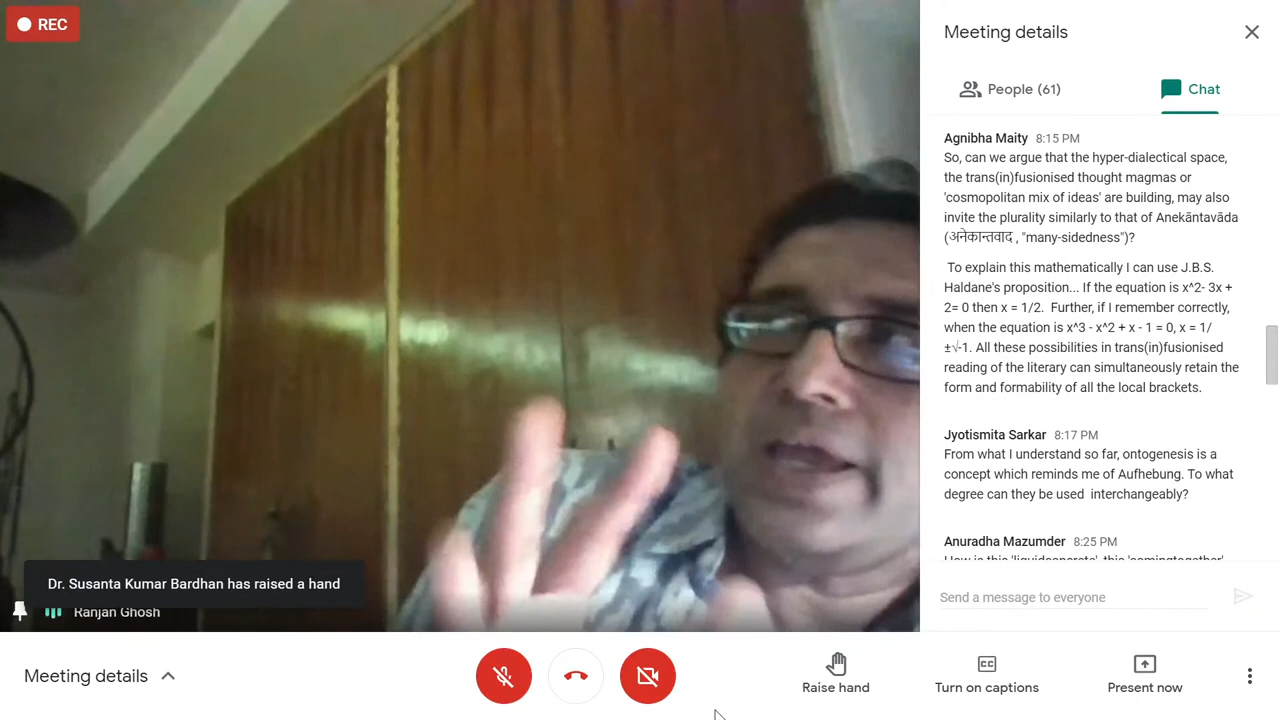 REC
Meeting details
People (61)
Chat
Agnibha Maity 8:15 PM
So, can we argue that the hyper-dialectical space,
the trans(in)fusionised thought magmas or
'cosmopolitan mix of ideas' are building, may also
invite the plurality similarly to that of Anekāntavāda
(अनेकान्तवाद , "many-sidedness")?
To explain this mathematically I can use J.B.S.
Haldane's proposition... If the equation is x^2- 3x +
2= 0 then x = 1/2. Further, if I remember correctly,
when the equation is x^3 - x^2 + x - 1 = 0, x = 1/
±√-1. All these possibilities in trans(in)fusionised
reading of the literary can simultaneously retain the
form and formability of all the local brackets.
Jyotismita Sarkar 8:17 PM
From what I understand so far, ontogenesis is a
concept which reminds me of Aufhebung. To what
degree can they be used interchangeably?
Anuradha Mazumder 8:25 PM
How is this 'liquidconcrete', this 'comingtogether'
Send a message to everyone
Dr. Susanta Kumar Bardhan has raised a hand
Ranjan Ghosh
Meeting details
Raise hand
Turn on captions
Present now